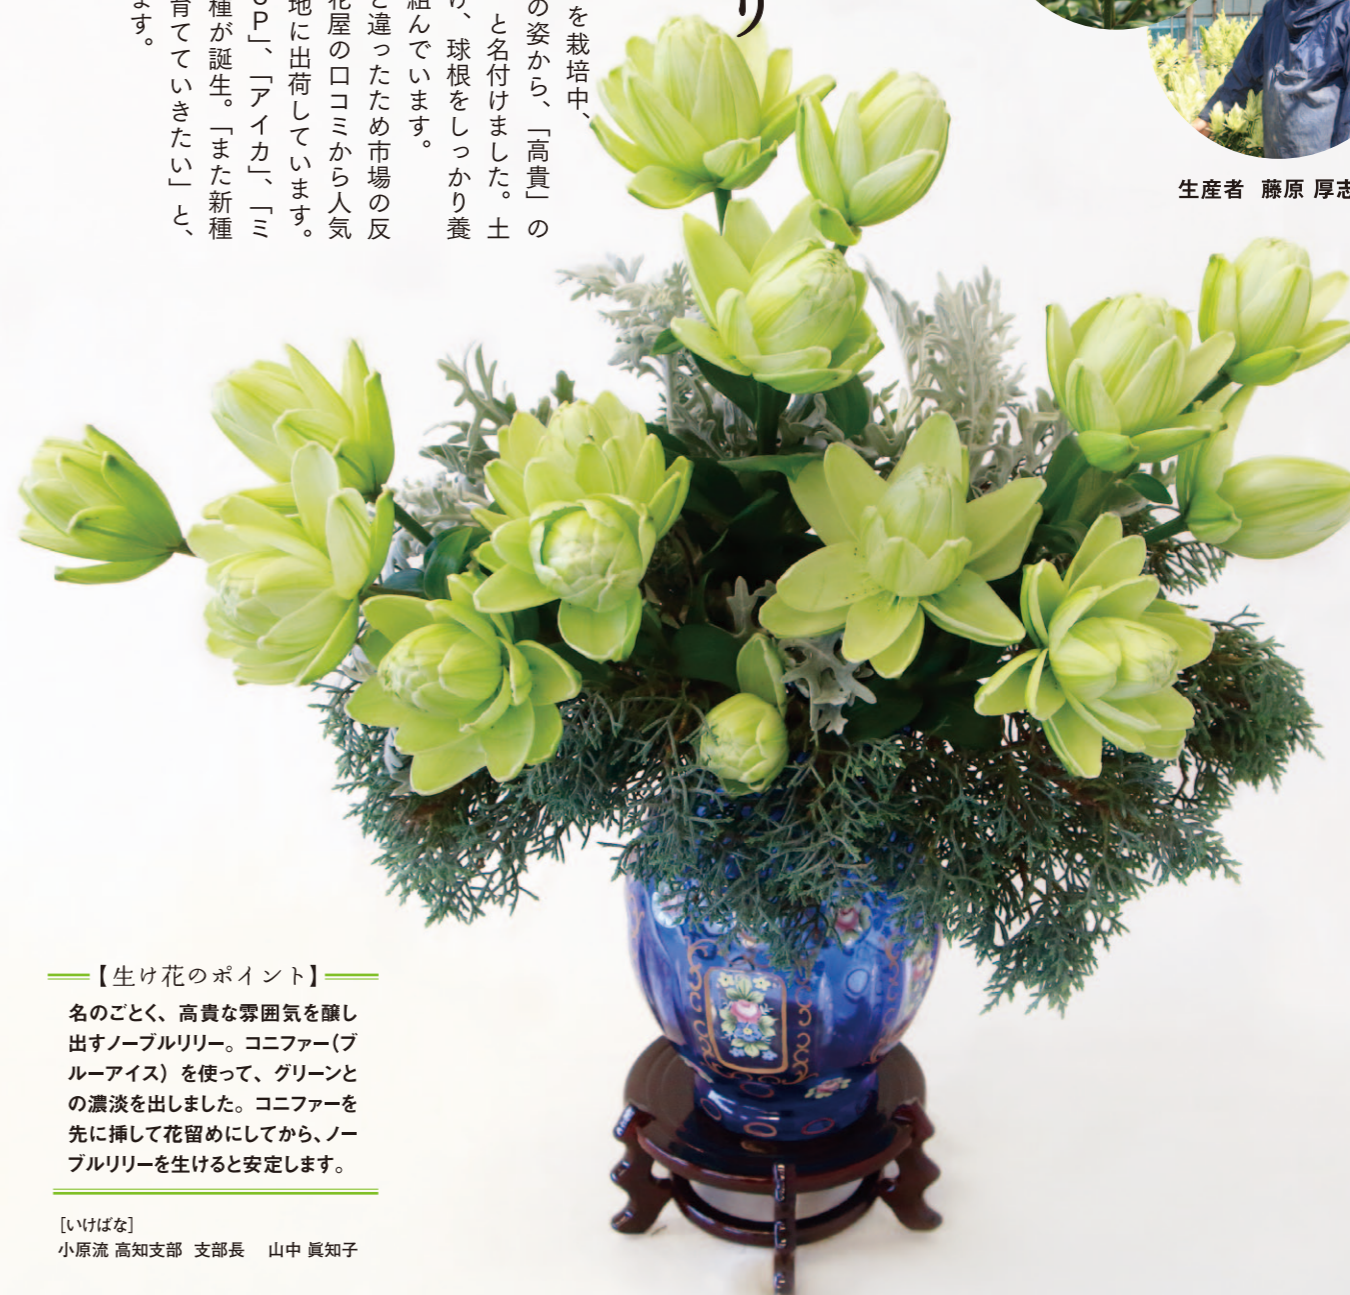 り
を栽培中、
の姿から、「高貴」の
と名付けました。土
、球根をしっかり養
組んでいます。
と違ったため市場の反
花屋の口コミから人気
地に出荷しています。
UP」、「アイカ」、「ミ
種が誕生。「また新種
育てていきたい」と、
ます。
生産者 藤原 厚志
【生け花のポイント】
名のごとく、高貴な雰囲気を醸し
出すノーブルリリー。コニファー(ブ
ルーアイス)を使って、グリーンと
の濃淡を出しました。コニファーを
先に挿して花留めにしてから、ノー
ブルリリーを生けると安定します。
[いけばな]
小原流 高知支部 支部長 山中 眞知子